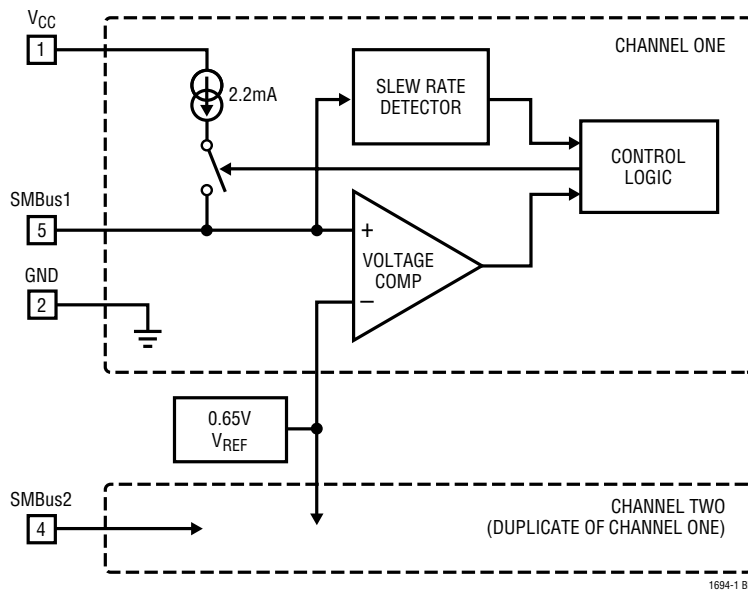 VCC
1
CHANNEL ONE
2.2mA
SLEW RATE
DETECTOR
CONTROL
LOGIC
SMBus1
5
+
VOLTAGE
COMP
–
GND
2
0.65V
VREF
SMBus2
4
CHANNEL TWO
(DUPLICATE OF CHANNEL ONE)
1694-1 B